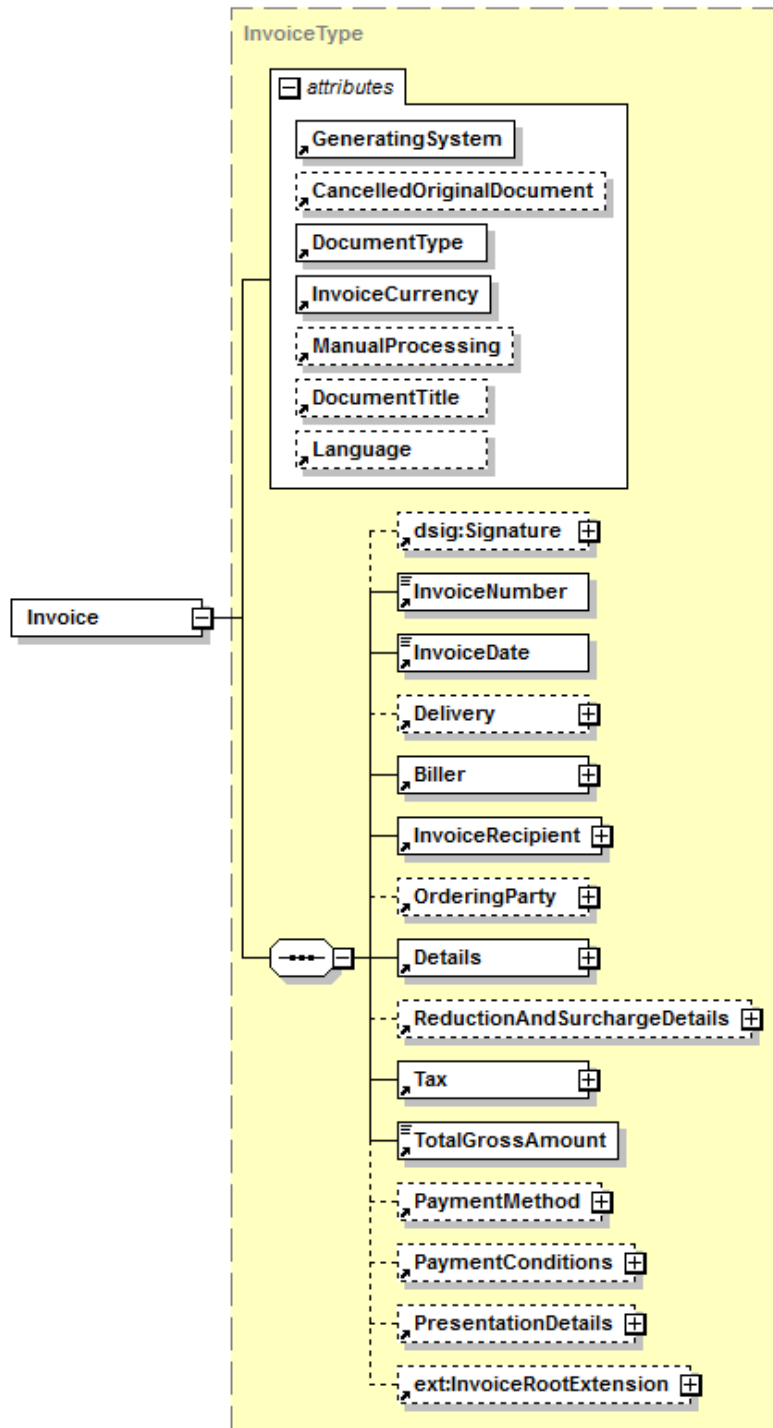 InvoiceType
attributes
GeneratingSystem
CancelledOriginalDocument
DocumentType
InvoiceCurrency
ManualProcessing
DocumentTitle
Language
dsig:Signature
InvoiceNumber
Invoice
InvoiceDate
Delivery
Biller
InvoiceRecipient
OrderingParty
Details
ReductionAndSurchargeDetails
Tax
TotalGrossAmount
PaymentMethod
PaymentConditions
PresentationDetails
ext:InvoiceRootExtension